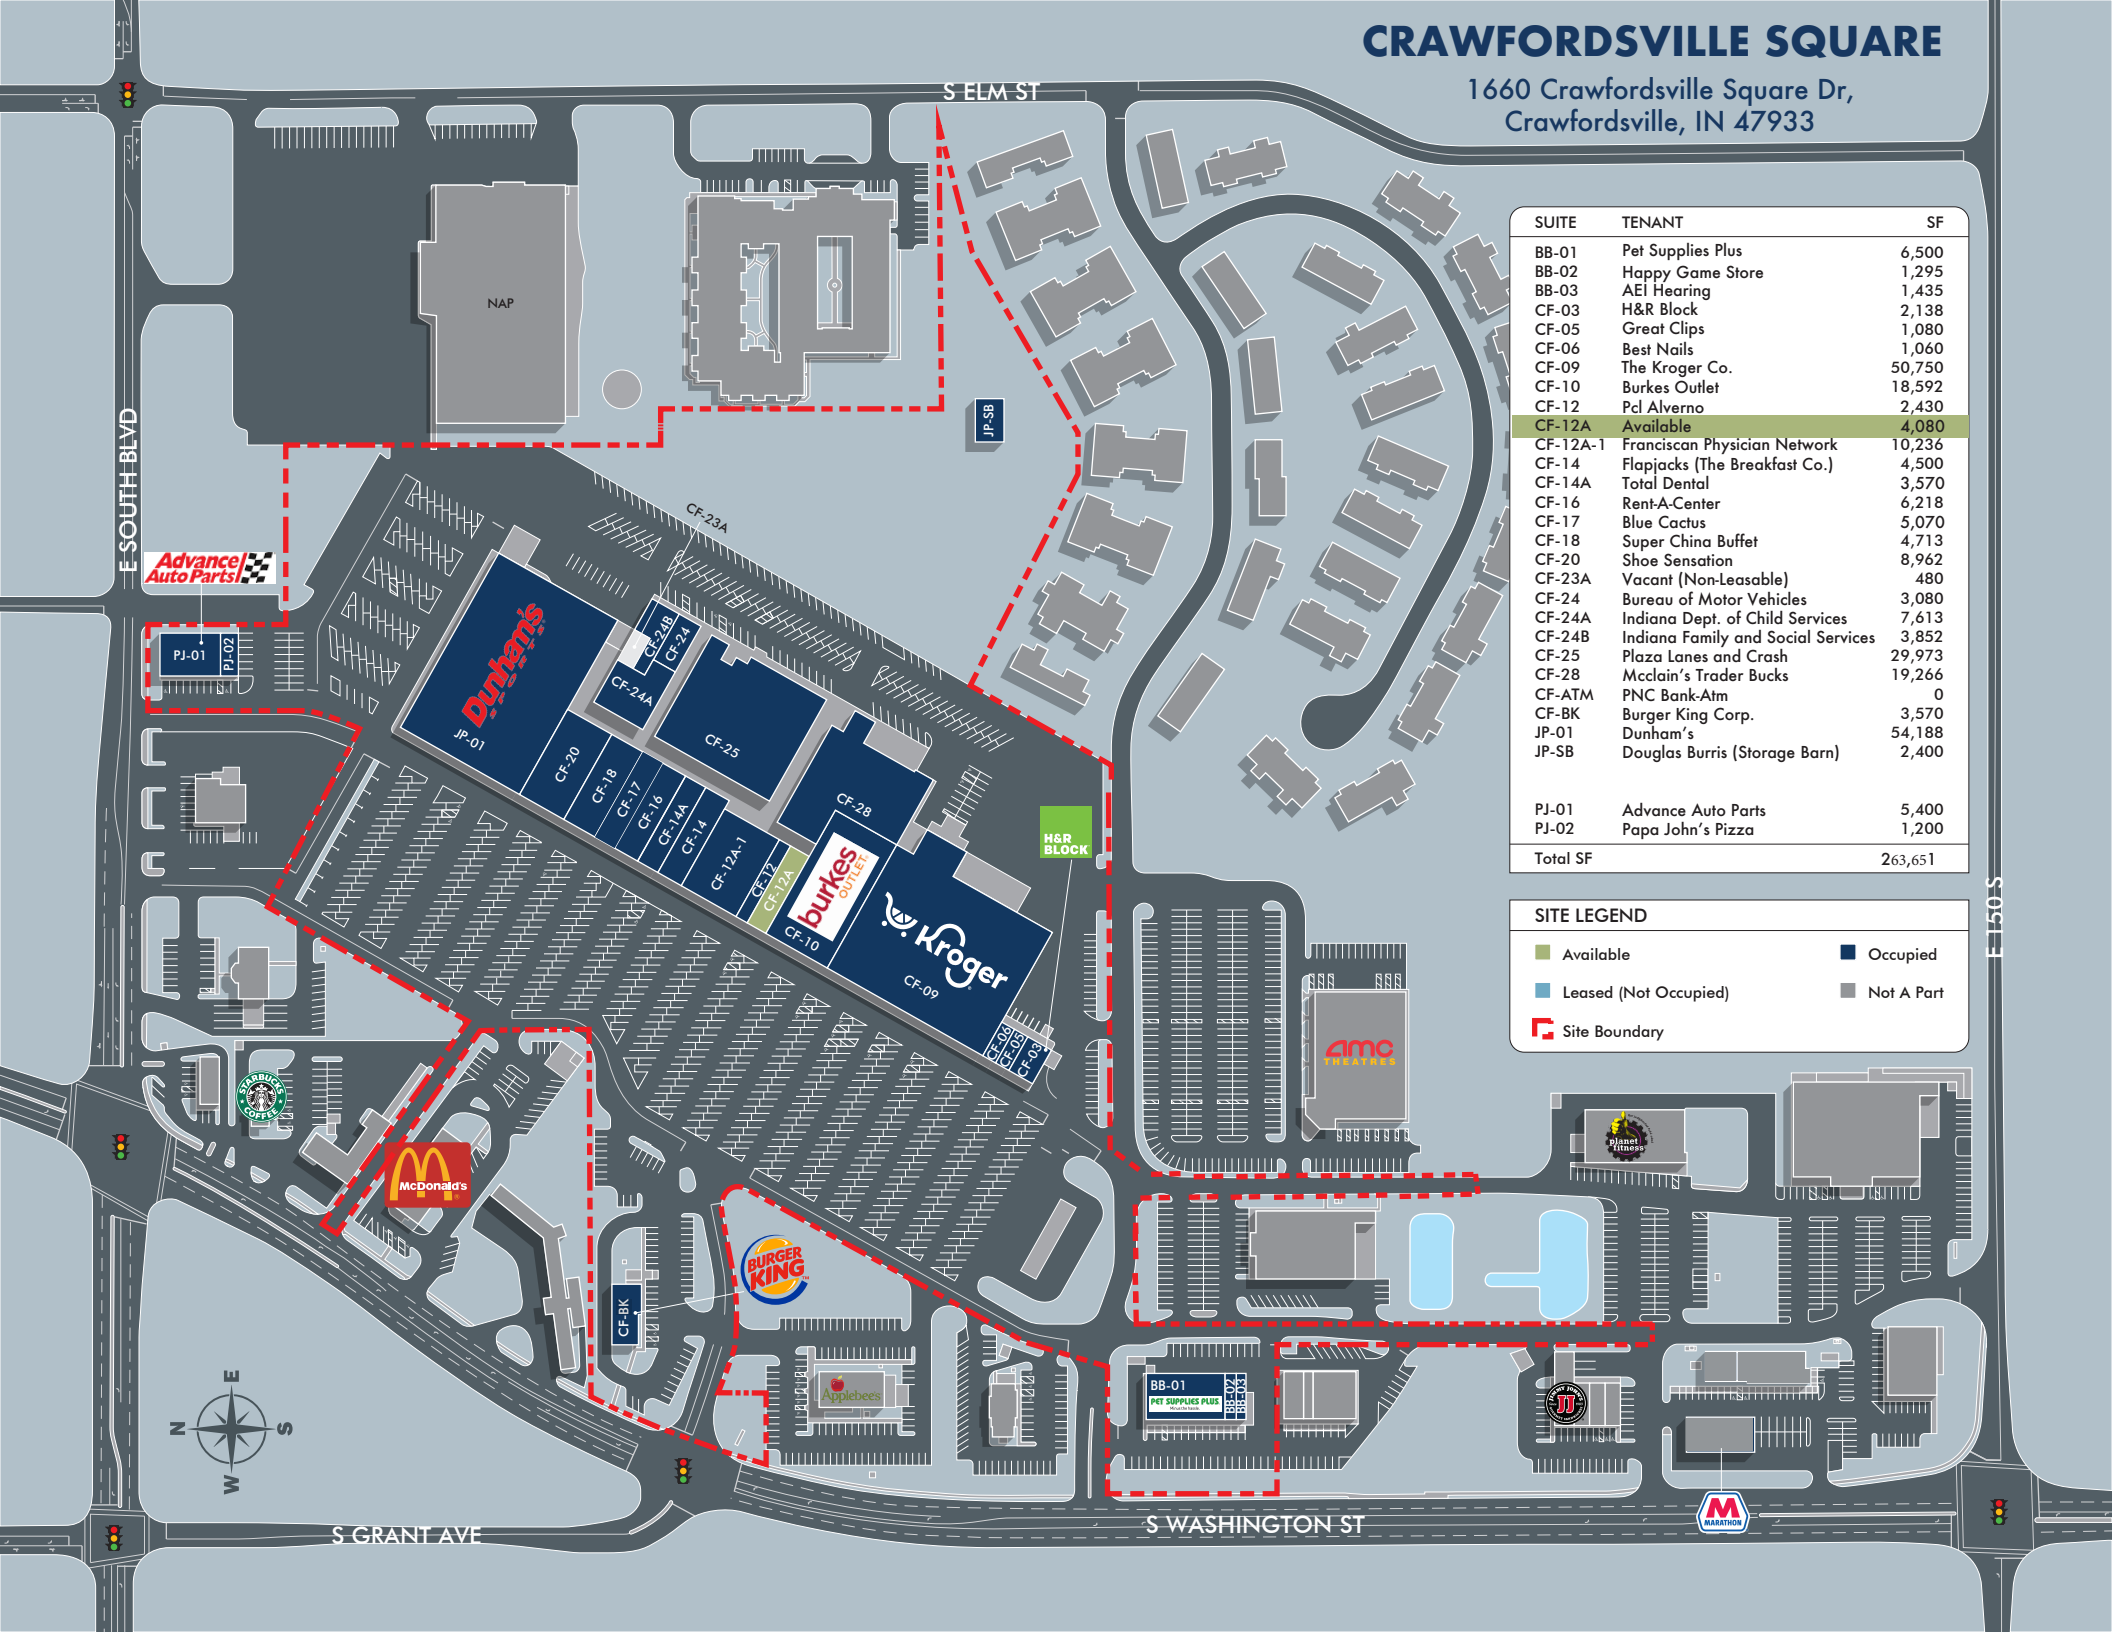 CRAWFORDSVILLE SQUARE
1660 Crawfordsville Square Dr,
Crawfordsville, IN 47933
S ELM ST
SUITE TENANT SF
BB-01 Pet Supplies Plus 6,500
BB-02 Happy Game Store 1,295
BB-03 AEI Hearing 1,435
CF-03 H&R Block 2,138
CF-05 Great Clips 1,080
CF-06 Best Nails 1,060
CF-09 The Kroger Co. 50,750
CF-10 Burkes Outlet 18,592
CF-12 Pcl Alverno 2,430
CF-12A Available 4,080
CF-12A-1 Franciscan Physician Network 10,236
CF-14 Flapjacks (The Breakfast Co.) 4,500
CF-14A Total Dental 3,570
CF-16 Rent-A-Center 6,218
CF-17 Blue Cactus 5,070
CF-18 Super China Buffet 4,713
CF-20 Shoe Sensation 8,962
CF-23A Vacant (Non-Leasable) 480
CF-24 Bureau of Motor Vehicles 3,080
CF-24A Indiana Dept. of Child Services 7,613
CF-24B Indiana Family and Social Services 3,852
CF-25 Plaza Lanes and Crash 29,973
CF-28 Mcclain's Trader Bucks 19,266
CF-ATM PNC Bank-Atm 0
CF-BK Burger King Corp. 3,570
JP-01 Dunham's 54,188
JP-SB Douglas Burris (Storage Barn) 2,400
PJ-01 Advance Auto Parts 5,400
PJ-02 Papa John's Pizza 1,200
Total SF 263,651
SITE LEGEND
Available
Occupied
Leased (Not Occupied)
Not A Part
Site Boundary
E 150 S
NAP
JP-SB
E SOUTH BLVD
CF-23A
Advance
Auto Parts
PJ-01
PJ-02
Dunham's
JP-01
CF-24B
CF-24
CF-24A
CF-25
CF-20
CF-18
CF-17
CF-16
CF-14A
CF-14
CF-12A-1
CF-12
CF-12A
CF-28
burkes
OUTLET
CF-10
Kroger
CF-09
H&R
BLOCK
CF-06
CF-05
CF-03
amc
THEATRES
STARBUCKS
COFFEE
McDonald's
planet
fitness
BURGER
KING
CF-BK
Applebees
BB-01
PET SUPPLIES PLUS
BB-02
BB-03
JIMMY JOHN'S
JJ
MARATHON
E
N
S
W
S GRANT AVE
S WASHINGTON ST